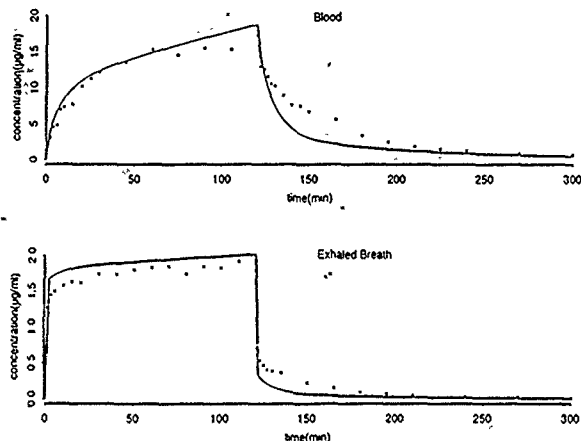 Blood
concentration(µg/ml)
20
15
10
5
0
0 50 100 150 200 250 300
time(min)
Exhaled Breath
concentration(µg/ml)
2.0
1.5
1 0
0.5
0.0
0 50 100 150 200 250 300
time(min)